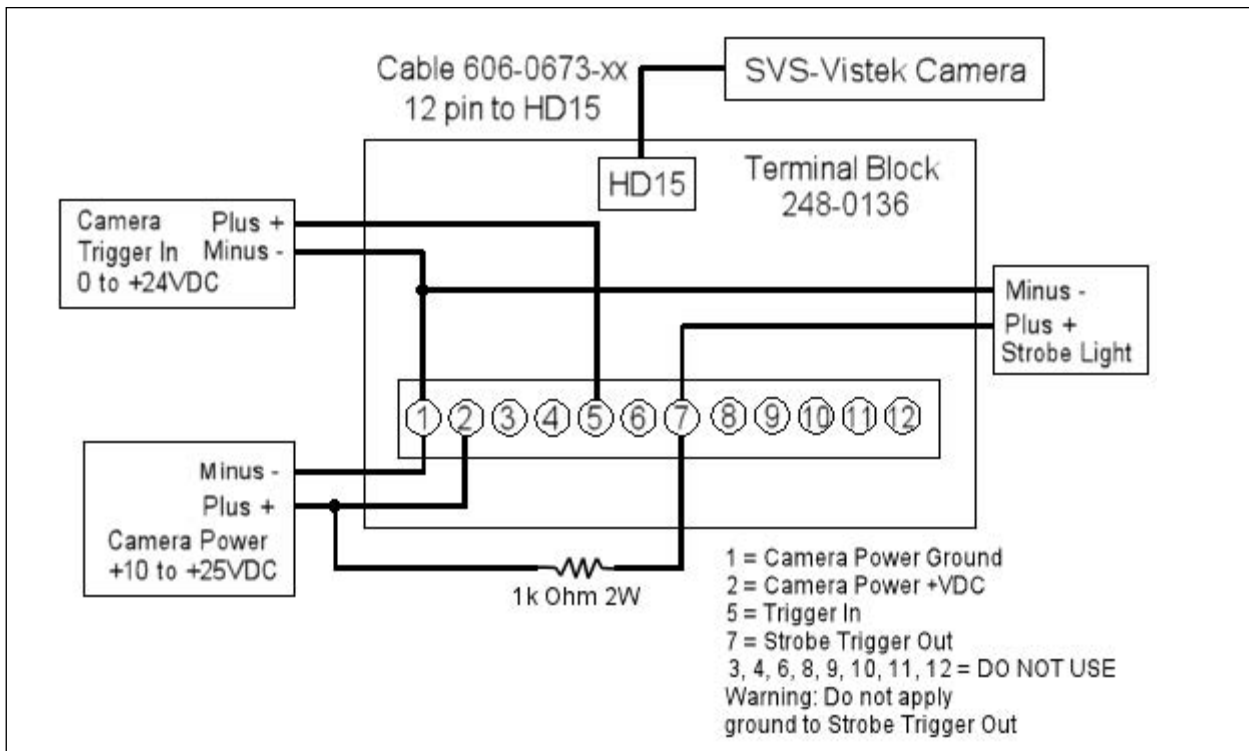 Cable 606-0673-xx
12 pin to HD15
SVS-Vistek Camera
HD15
Terminal Block
248-0136
Camera
Trigger In
0 to +24VDC
Plus +
Minus -
Minus -
Plus +
Strobe Light
1 2 3 4 5 6 7 8 9 10 11 12
Minus -
Plus +
Camera Power
+10 to +25VDC
1k Ohm 2W
1 = Camera Power Ground
2 = Camera Power +VDC
5 = Trigger In
7 = Strobe Trigger Out
3, 4, 6, 8, 9, 10, 11, 12 = DO NOT USE
Warning: Do not apply
ground to Strobe Trigger Out